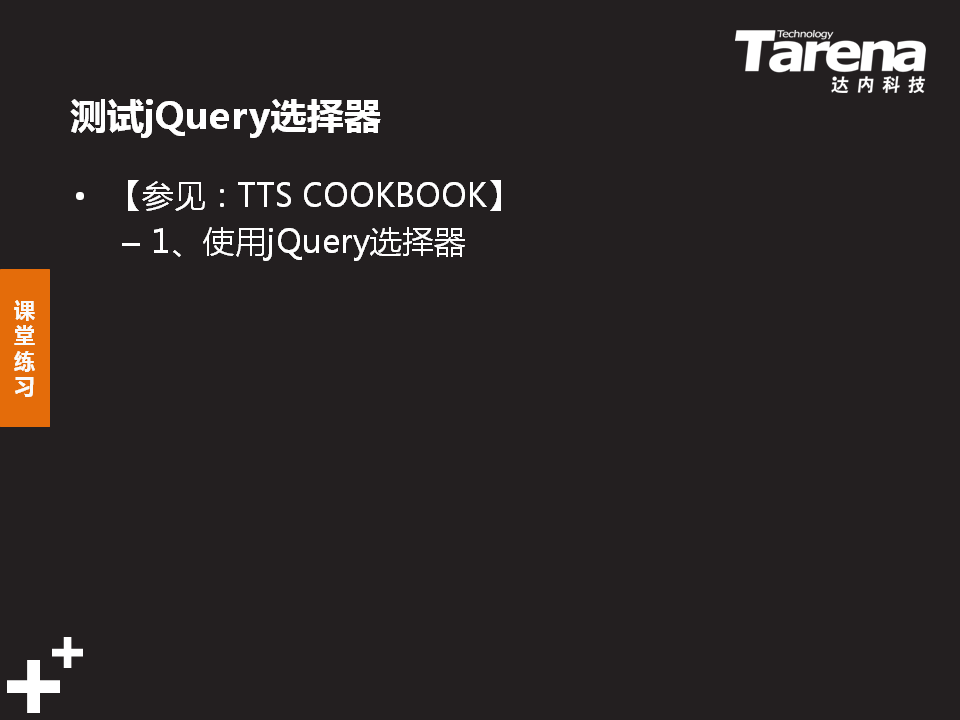 Technology
Tarena
达内科技
测试jQuery选择器
• 【参见：TTS COOKBOOK】
– 1、使用jQuery选择器
课堂练习